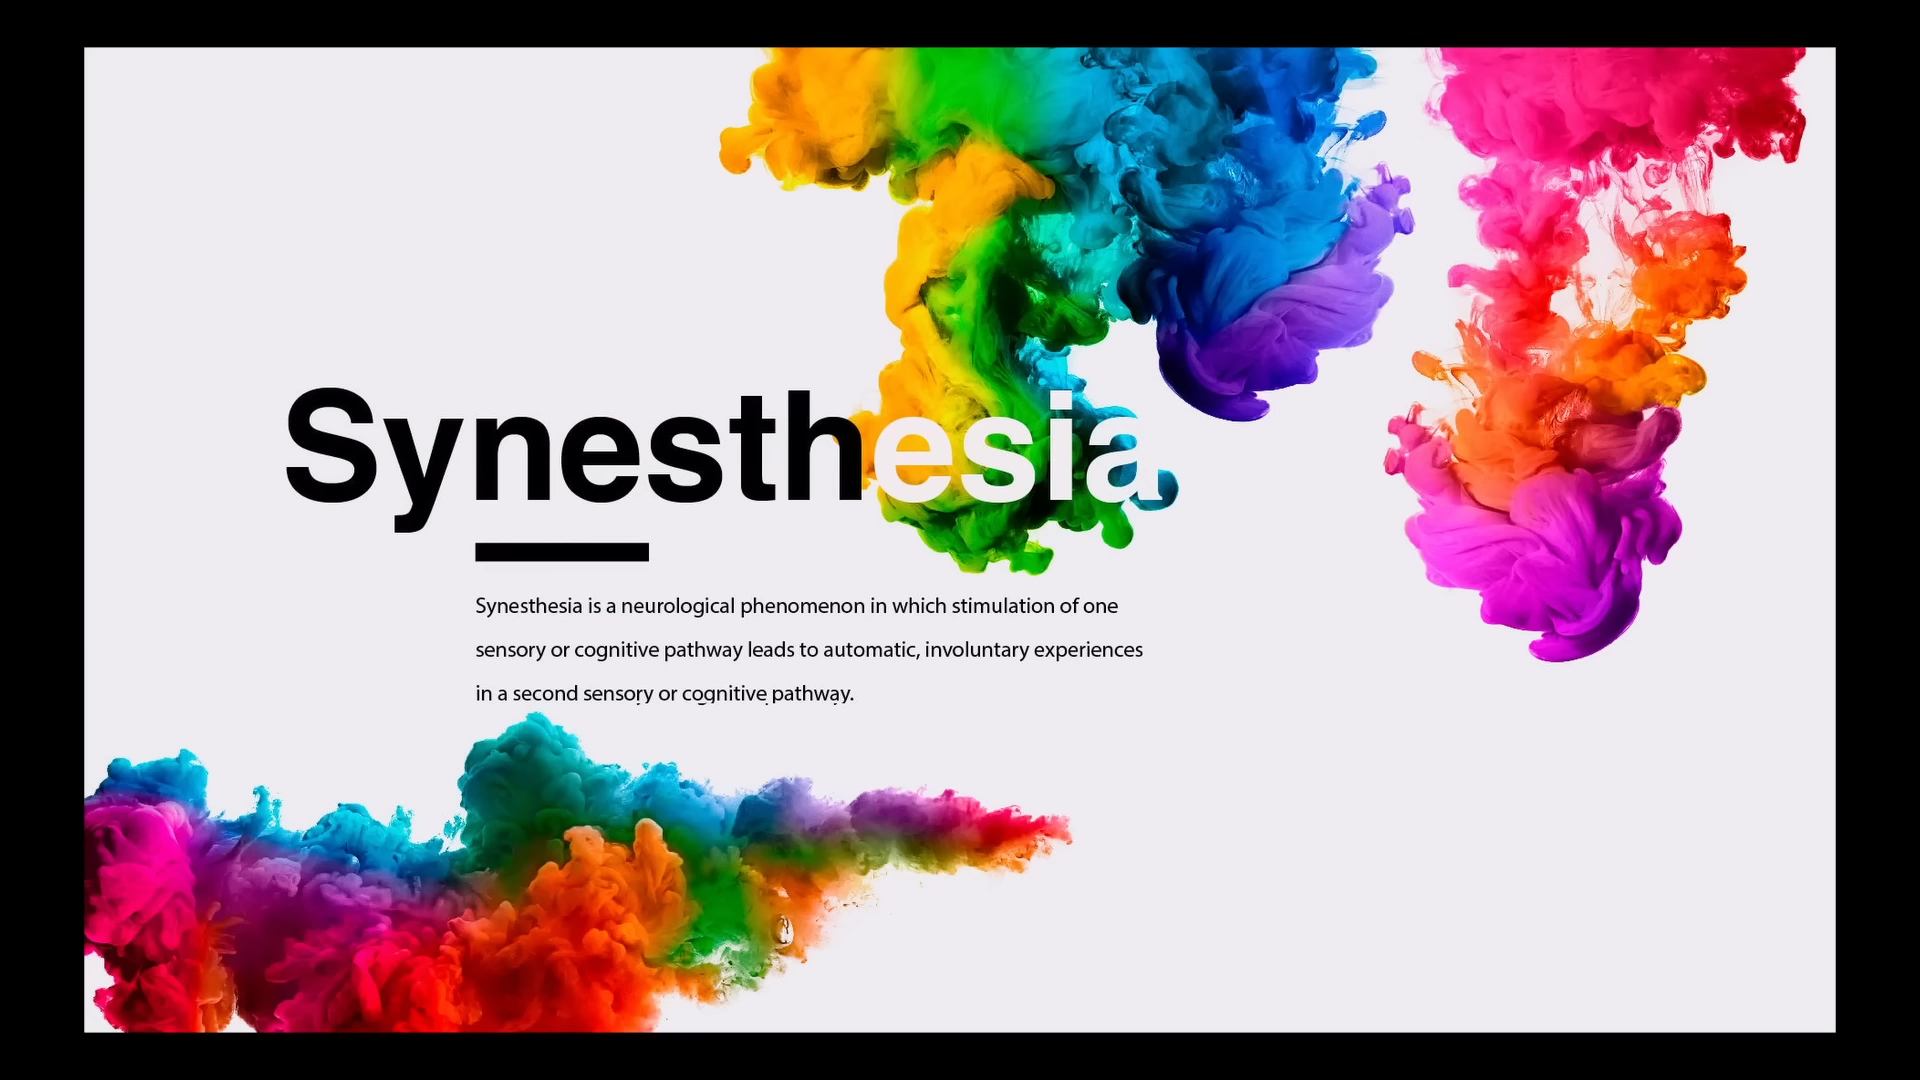 Synesthesia
Synesthesia is a neurological phenomenon in which stimulation of one
sensory or cognitive pathway leads to automatic, involuntary experiences
in a second sensory or cognitive pathway.